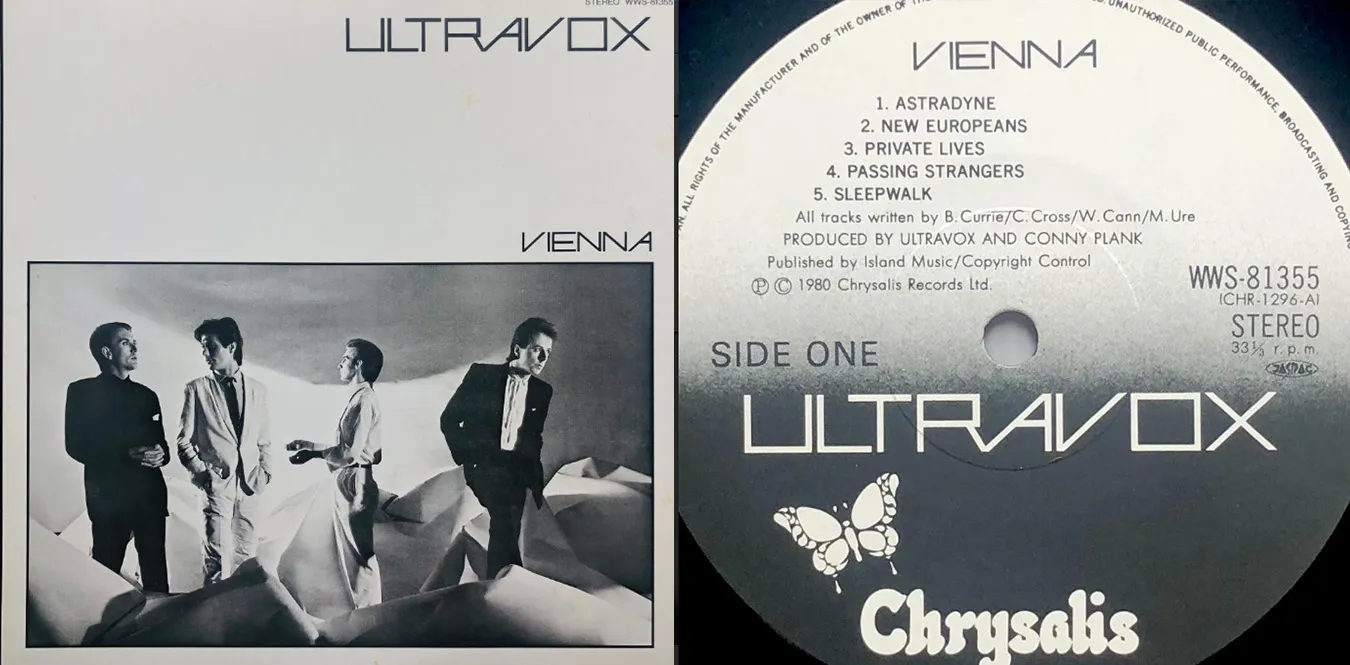 STEREO WWS-81355
ULTRAVOX
VIENNA
ALL RIGHTS OF THE MANUFACTURER AND OF THE OWNER OF
UNAUTHORIZED PUBLIC PERFORMANCE, BROADCASTING AND COPYING
VIENNA
1. ASTRADYNE
2. NEW EUROPEANS
3. PRIVATE LIVES
4. PASSING STRANGERS
5. SLEEPWALK
All tracks written by B.Currie/C.Cross/W.Cann/M.Ure
PRODUCED BY ULTRAVOX AND CONNY PLANK
Published by Island Music/Copyright Control
Ⓟ Ⓒ 1980 Chrysalis Records Ltd.
WWS-81355
(CHR-1296-A)
STEREO
33⅓ r.p.m.
JASRAC
SIDE ONE
ULTRAVOX
Chrysalis